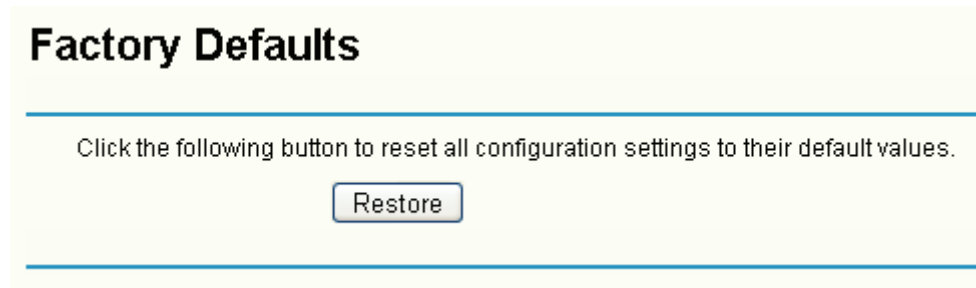 Factory Defaults
Click the following button to reset all configuration settings to their default values.
Restore